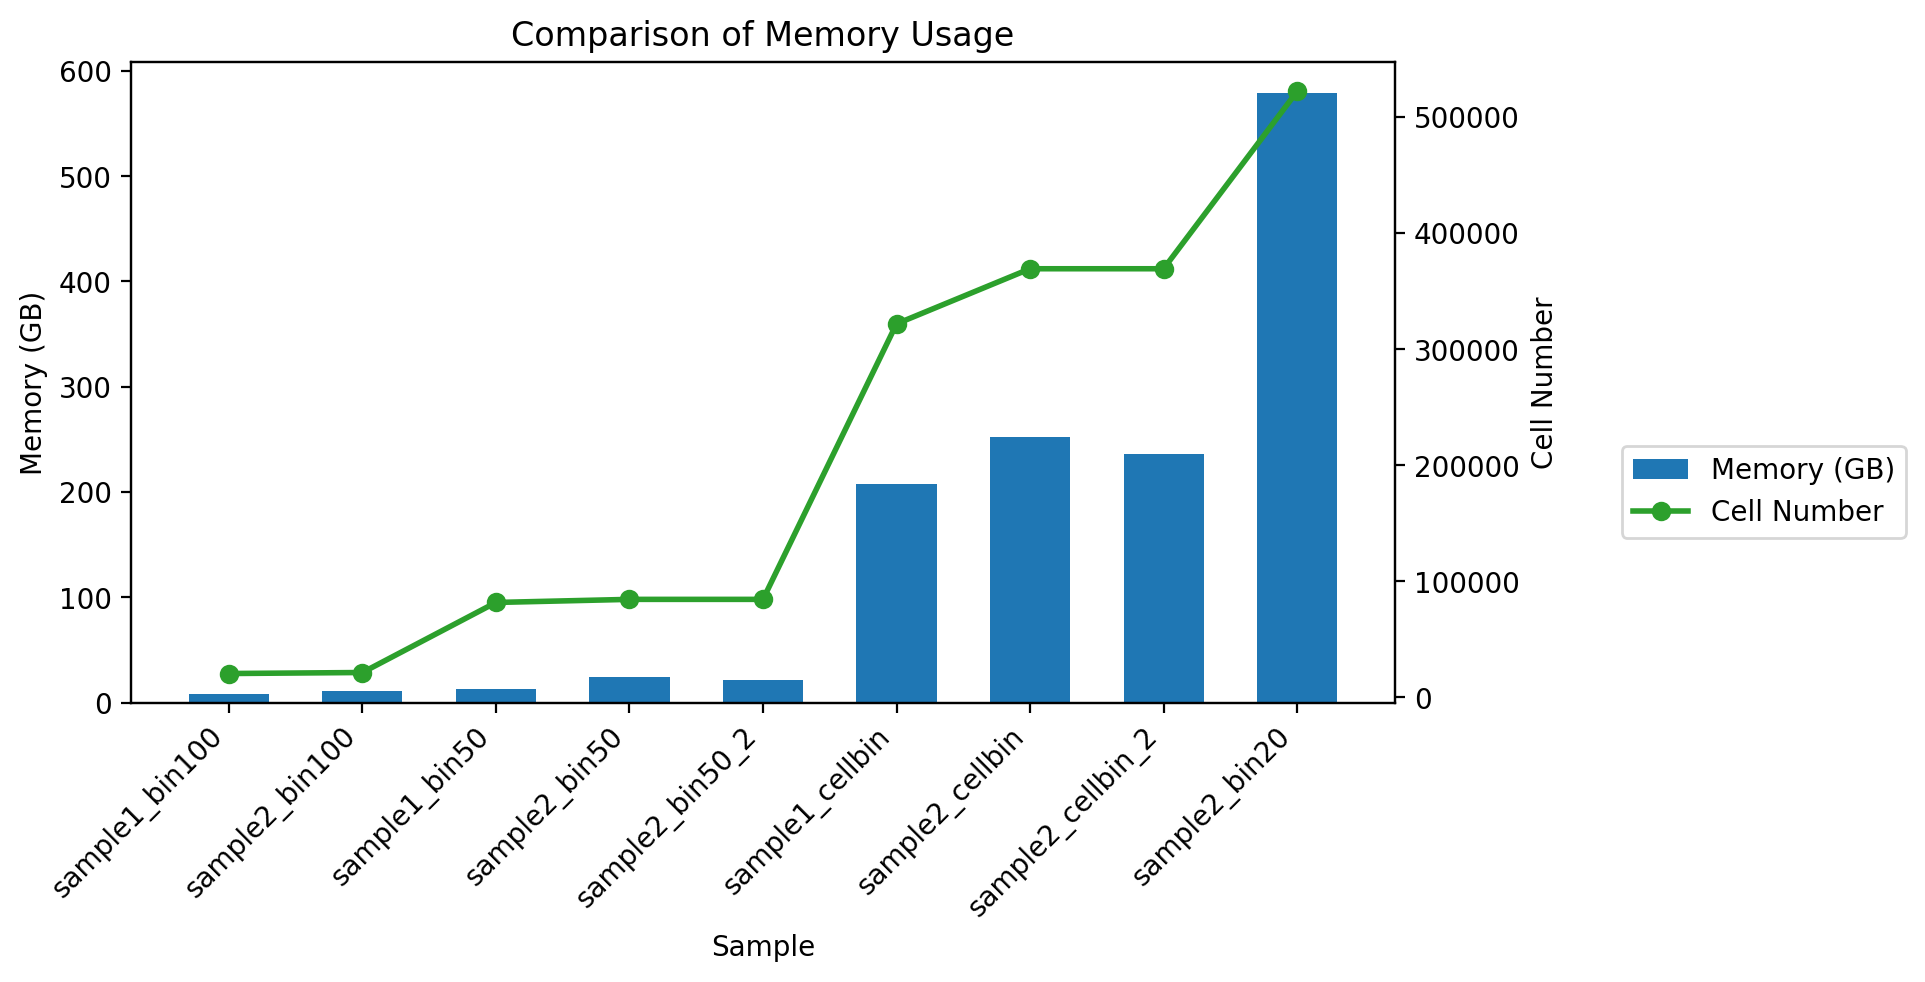 Comparison of Memory Usage
600
500
400
300
200
100
0
Memory (GB)
500000
400000
300000
200000
100000
0
Cell Number
Memory (GB)
Cell Number
sample1_bin100
sample2_bin100
sample1_bin50
sample2_bin50
sample2_bin50_2
sample1_cellbin
sample2_cellbin
sample2_cellbin_2
sample2_bin20
Sample